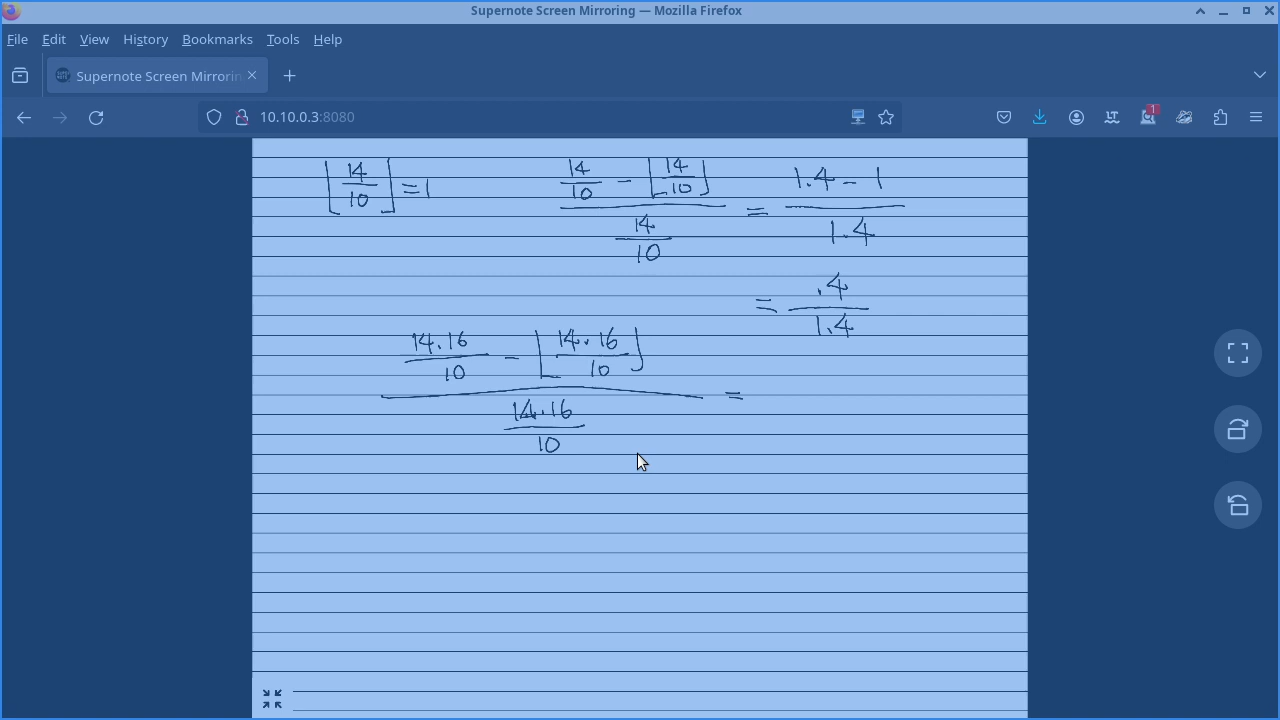 Supernote Screen Mirroring — Mozilla Firefox
File Edit View History Bookmarks Tools Help
Supernote Screen Mirrorin
10.10.0.3:8080
1
⌊14/10⌋ = 1
(14/10 - ⌊14/10⌋) / (14/10) = (1.4 - 1) / 1.4
= .4 / 1.4
(14.16/10 - ⌊14.16/10⌋) / (14.16/10) =